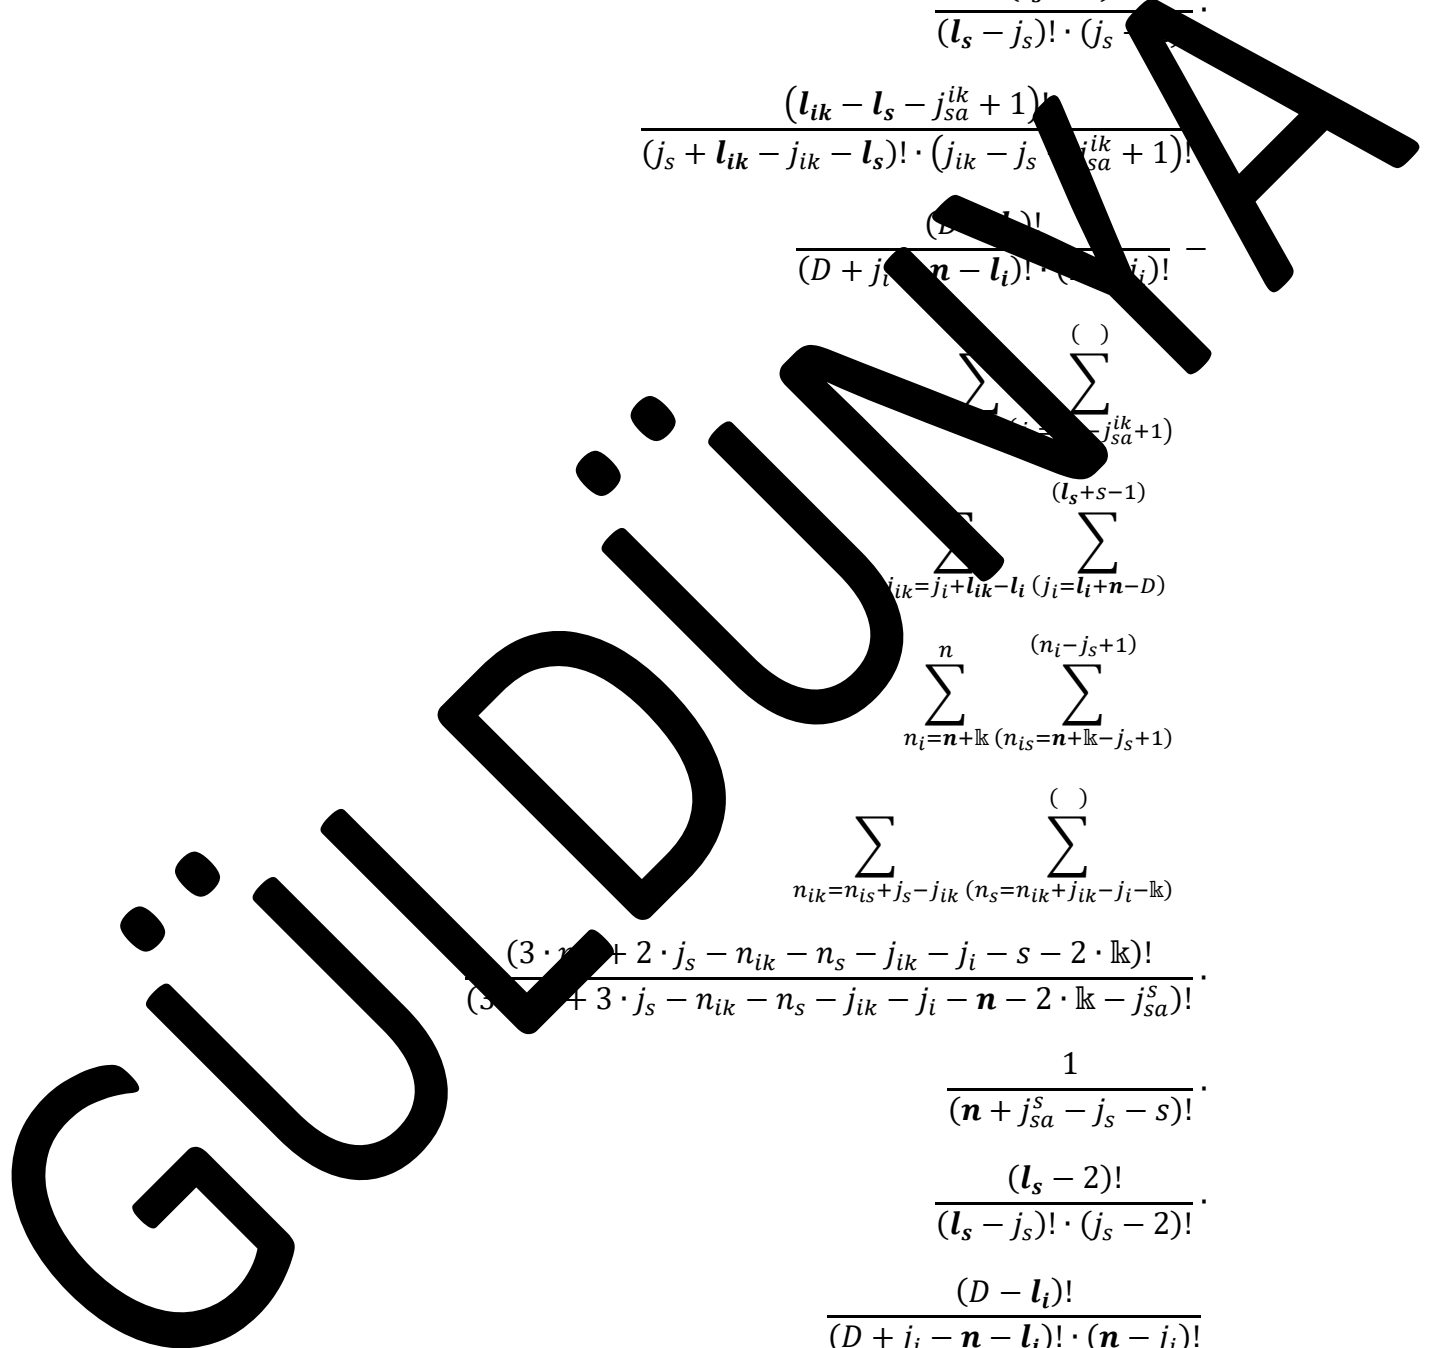 (l_s − j_s)! · (j_s
(l_ik − l_s − j_sa^ik + 1)!
(j_s + l_ik − j_ik − l_s)! · (j_ik − j_s j_sa^ik + 1)!
(D )!
(D + j_i n − l_i)! · ( j_i)! −
( )
∑ ∑
− j_sa^ik+1)
(l_s+s−1)
∑ ∑
j_ik=j_i+l_ik−l_i (j_i=l_i+n−D)
n (n_i−j_s+1)
∑ ∑
n_i=n+𝕜 (n_is=n+𝕜−j_s+1)
( )
∑ ∑
n_ik=n_is+j_s−j_ik (n_s=n_ik+j_ik−j_i−𝕜)
(3 · + 2 · j_s − n_ik − n_s − j_ik − j_i − s − 2 · 𝕜)!
(3 + 3 · j_s − n_ik − n_s − j_ik − j_i − n − 2 · 𝕜 − j_sa^s)! ·
1
(n + j_sa^s − j_s − s)! ·
(l_s − 2)!
(l_s − j_s)! · (j_s − 2)! ·
(D − l_i)!
(D + j_i − n − l_i)! · (n − j_i)!
GÜLDÜNYA